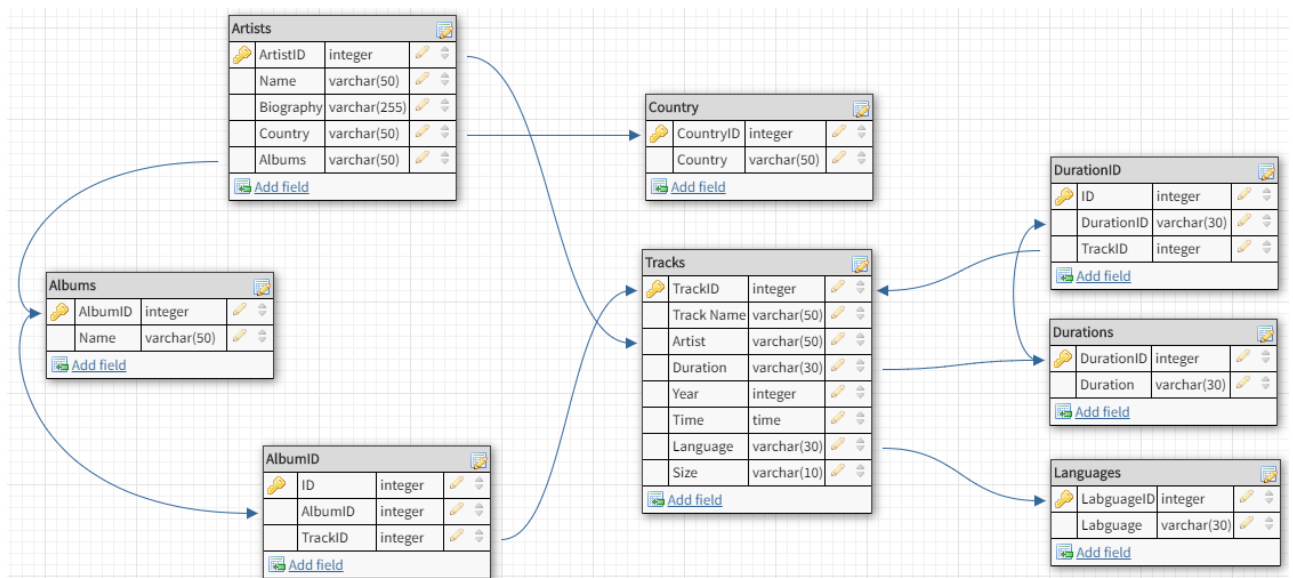 Artists
ArtistID integer
Name varchar(50)
Biography varchar(255)
Country varchar(50)
Albums varchar(50)
Add field
Country
CountryID integer
Country varchar(50)
Add field
DurationID
ID integer
DurationID varchar(30)
TrackID integer
Add field
Albums
AlbumID integer
Name varchar(50)
Add field
Tracks
TrackID integer
Track Name varchar(50)
Artist varchar(50)
Duration varchar(30)
Year integer
Time time
Language varchar(30)
Size varchar(10)
Add field
Durations
DurationID integer
Duration varchar(30)
Add field
AlbumID
ID integer
AlbumID integer
TrackID integer
Add field
Languages
LabguageID integer
Labguage varchar(30)
Add field